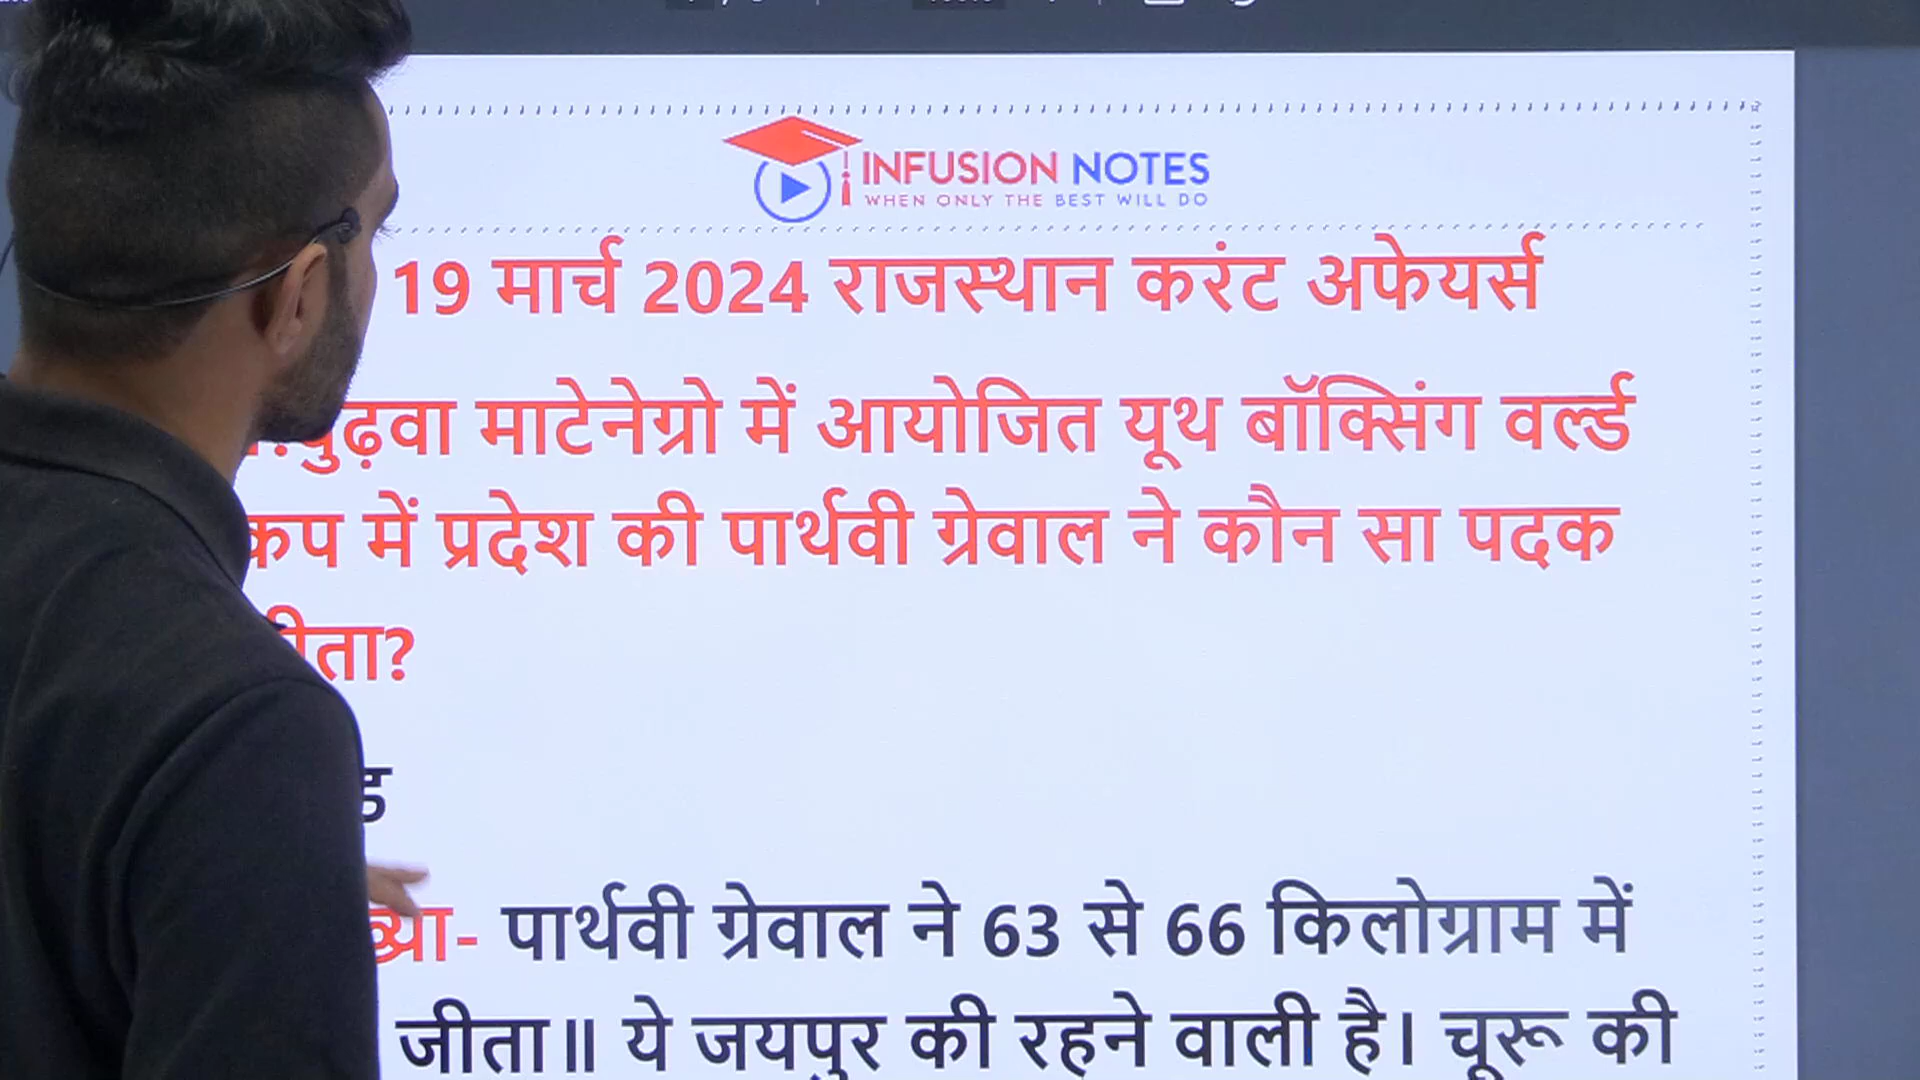 INFUSION NOTES
WHEN ONLY THE BEST WILL DO
19 मार्च 2024 राजस्थान करंट अफेयर्स
माटेनेग्रो में आयोजित यूथ बॉक्सिंग वर्ल्ड
कप में प्रदेश की पार्थवी ग्रेवाल ने कौन सा पदक
पार्थवी ग्रेवाल ने 63 से 66 किलोग्राम में
जीता॥ ये जयपुर की रहने वाली है। चूरू की